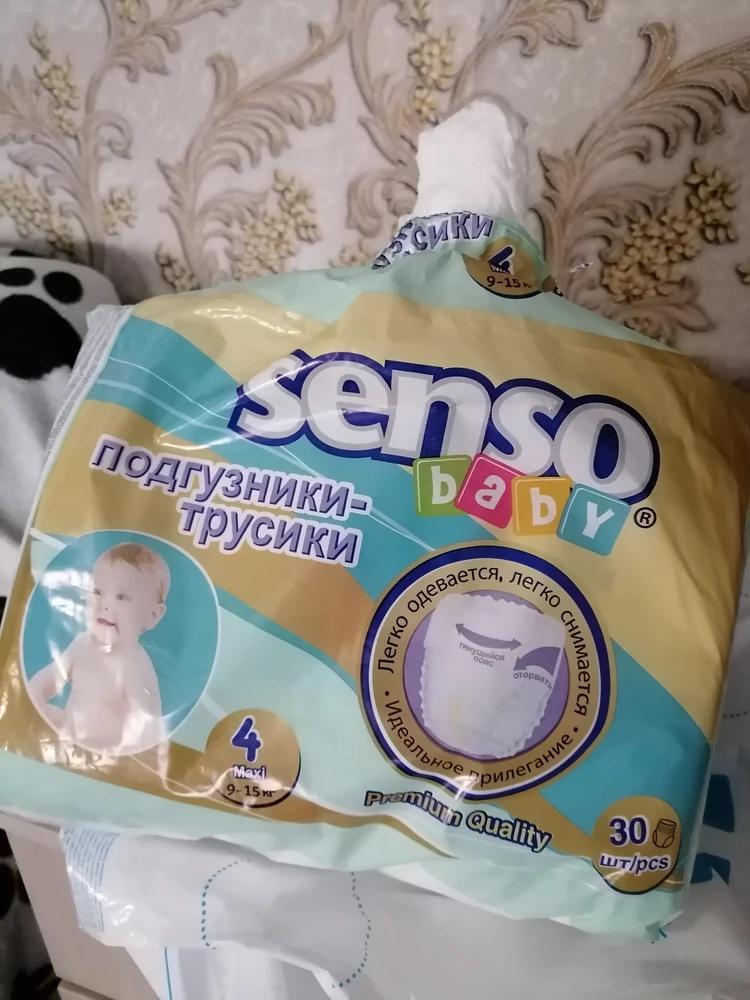 трусики
4
9-15 кг
senso
baby®
подгузники-
трусики
Легко одевается, легко снимается
тянущийся
пояс
оторвать
· Идеальное прилегание ·
4
Maxi
9-15 кг
Premium Quality
30
шт/pcs